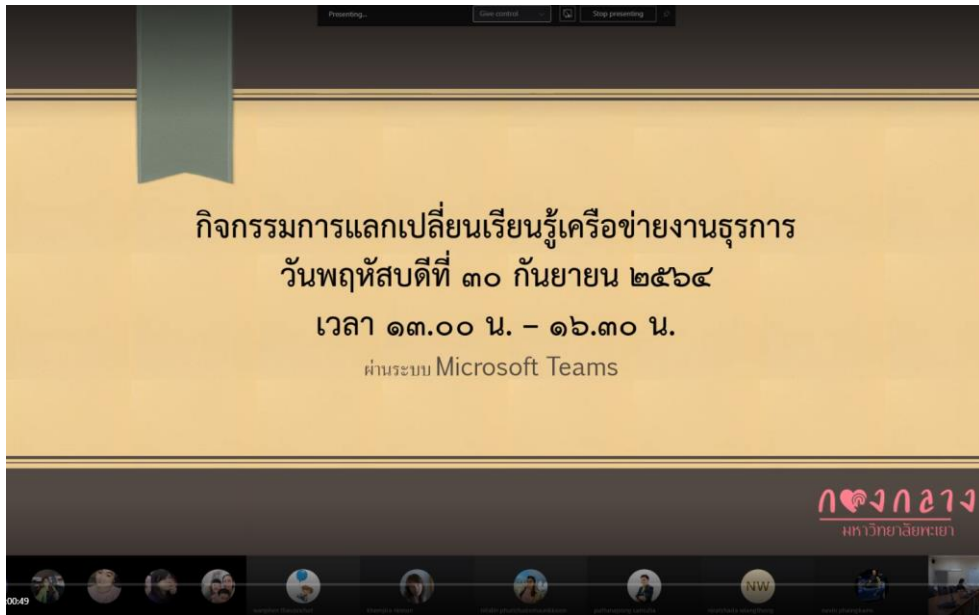 Presenting...
Give control
Stop presenting
กิจกรรมการแลกเปลี่ยนเรียนรู้เครือข่ายงานธุรการ
วันพฤหัสบดีที่ ๓๐ กันยายน ๒๕๖๔
เวลา ๑๓.๐๐ น. – ๑๖.๓๐ น.
ผ่านระบบ Microsoft Teams
กองกลาง
มหาวิทยาลัยพะเยา
NW
:00:49